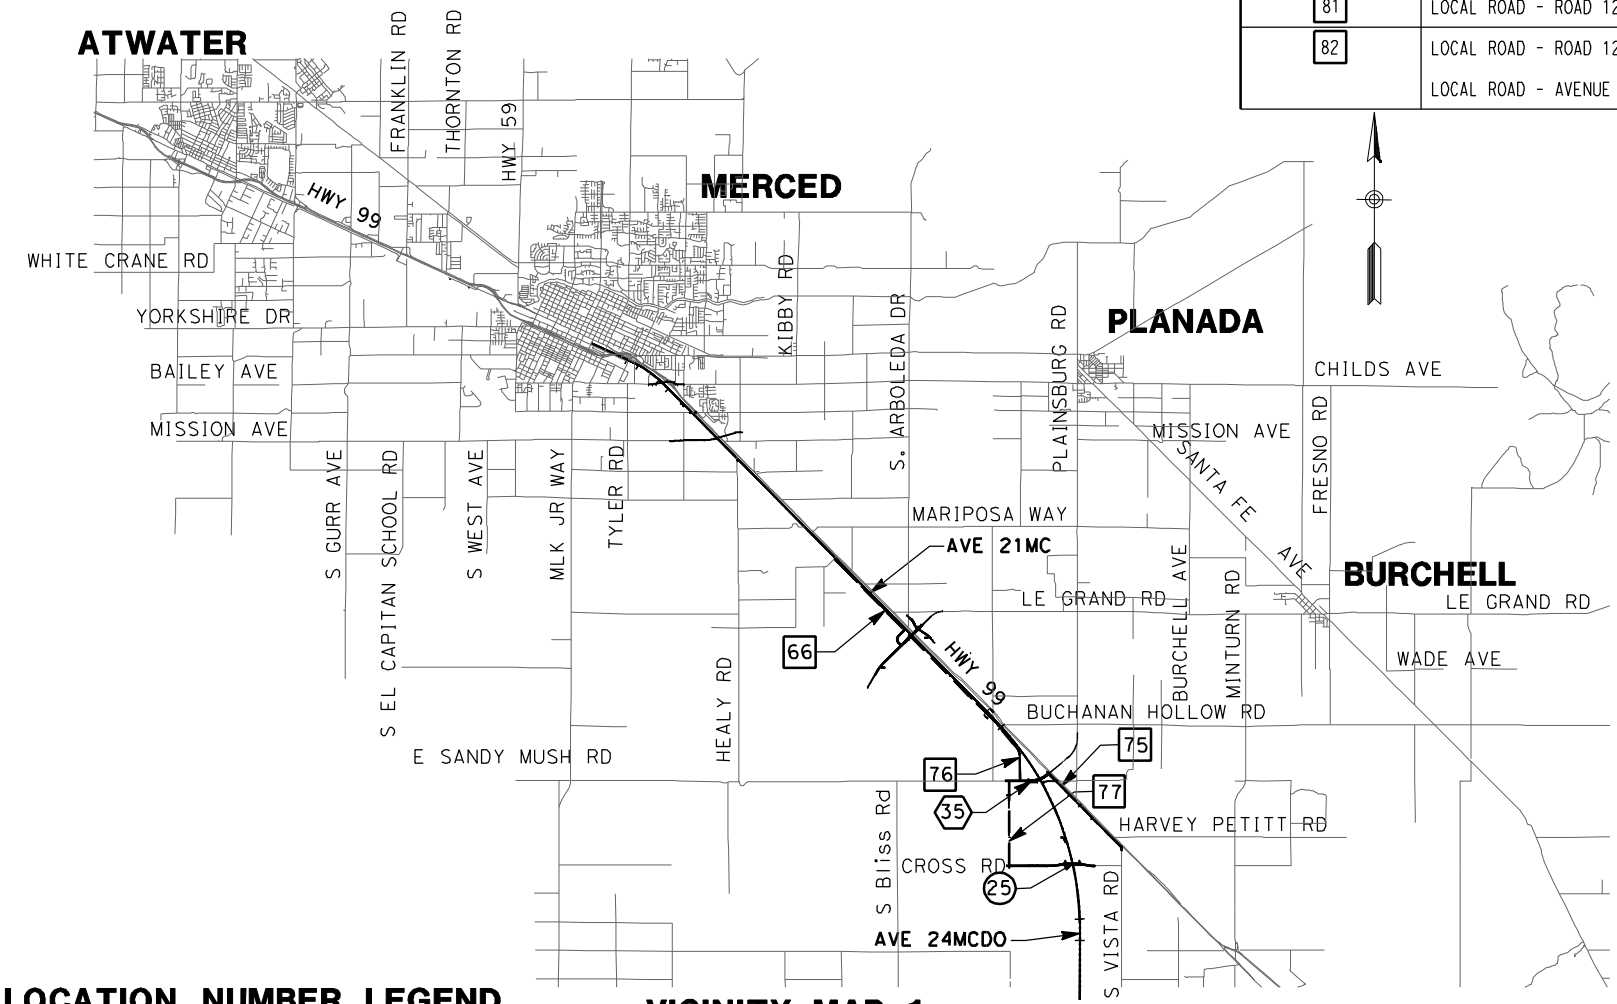 81
LOCAL ROAD - ROAD 12
82
LOCAL ROAD - ROAD 12
LOCAL ROAD - AVENUE
ATWATER
FRANKLIN RD
THORNTON RD
HWY 59
MERCED
HWY 99
WHITE CRANE RD
KIBBY RD
S. ARBOLEDA DR
YORKSHIRE DR
PLAINSBURG RD
PLANADA
BAILEY AVE
CHILDS AVE
MISSION AVE
MISSION AVE
FRESNO RD
SANTA FE AVE
S GURR AVE
S EL CAPITAN SCHOOL RD
S WEST AVE
MLK JR WAY
TYLER RD
MARIPOSA WAY
AVE 21MC
BURCHELL AVE
MINTURN RD
BURCHELL
LE GRAND RD
LE GRAND RD
66
HWY 99
WADE AVE
HEALY RD
BUCHANAN HOLLOW RD
E SANDY MUSH RD
75
76
77
35
S Bliss Rd
HARVEY PETITT RD
CROSS RD
25
S VISTA RD
AVE 24MCDO
LOCATION NUMBER LEGEND
VICINITY MAP 1